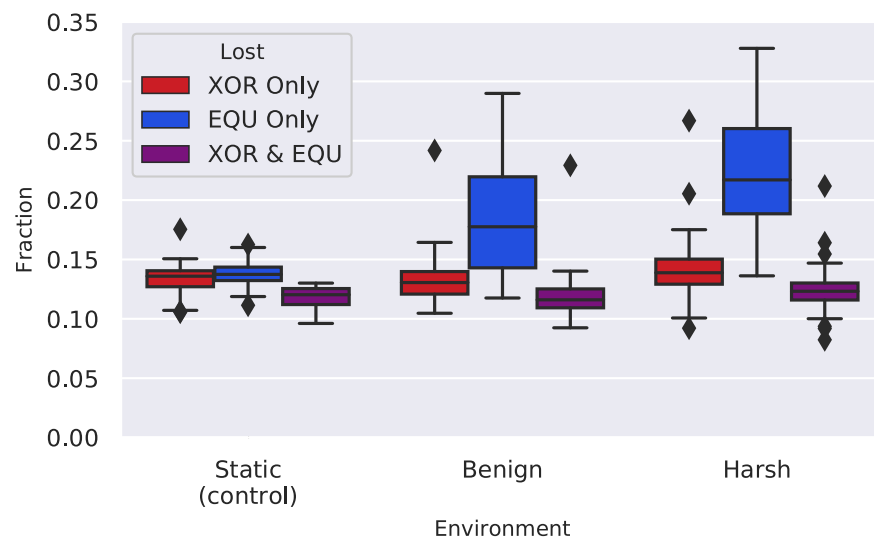 0.35
0.30
0.25
0.20
0.15
0.10
0.05
0.00
Fraction
Lost
XOR Only
EQU Only
XOR & EQU
Static
(control)
Benign
Harsh
Environment